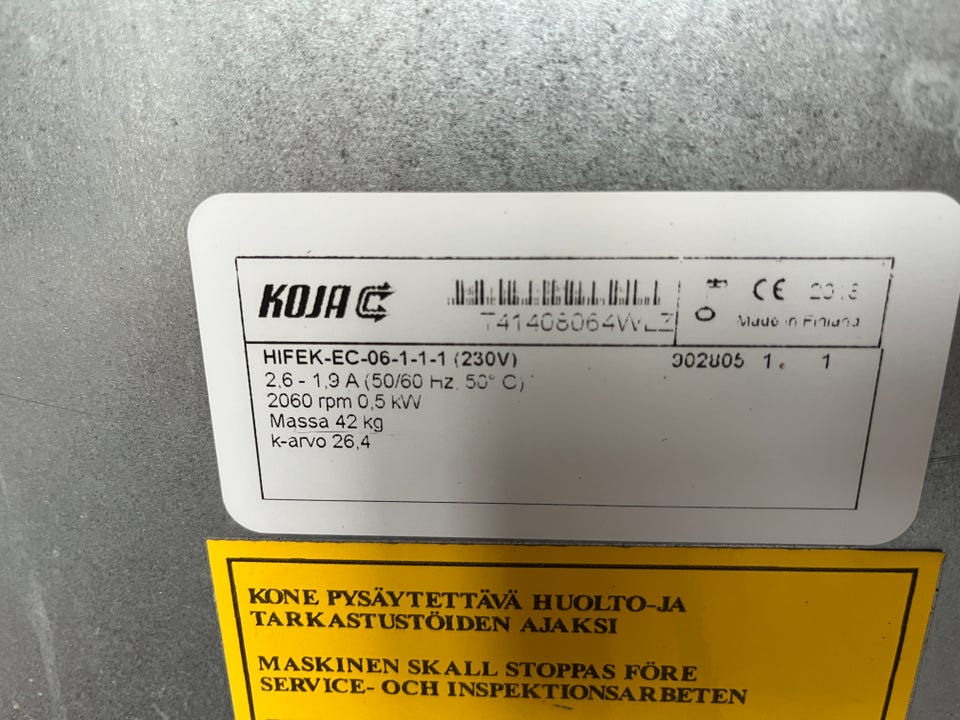 KOJA
CE
Made in Finland
HIFEK-EC-06-1-1-1 (230V) 002805 1. 1
2,6 - 1,9 A (50/60 Hz, 50° C)
2060 rpm 0,5 kW
Massa 42 kg
k-arvo 26,4
KONE PYSÄYTETTÄVÄ HUOLTO-JA
TARKASTUSTÖIDEN AJAKSI
MASKINEN SKALL STOPPAS FÖRE
SERVICE- OCH INSPEKTIONSARBETEN